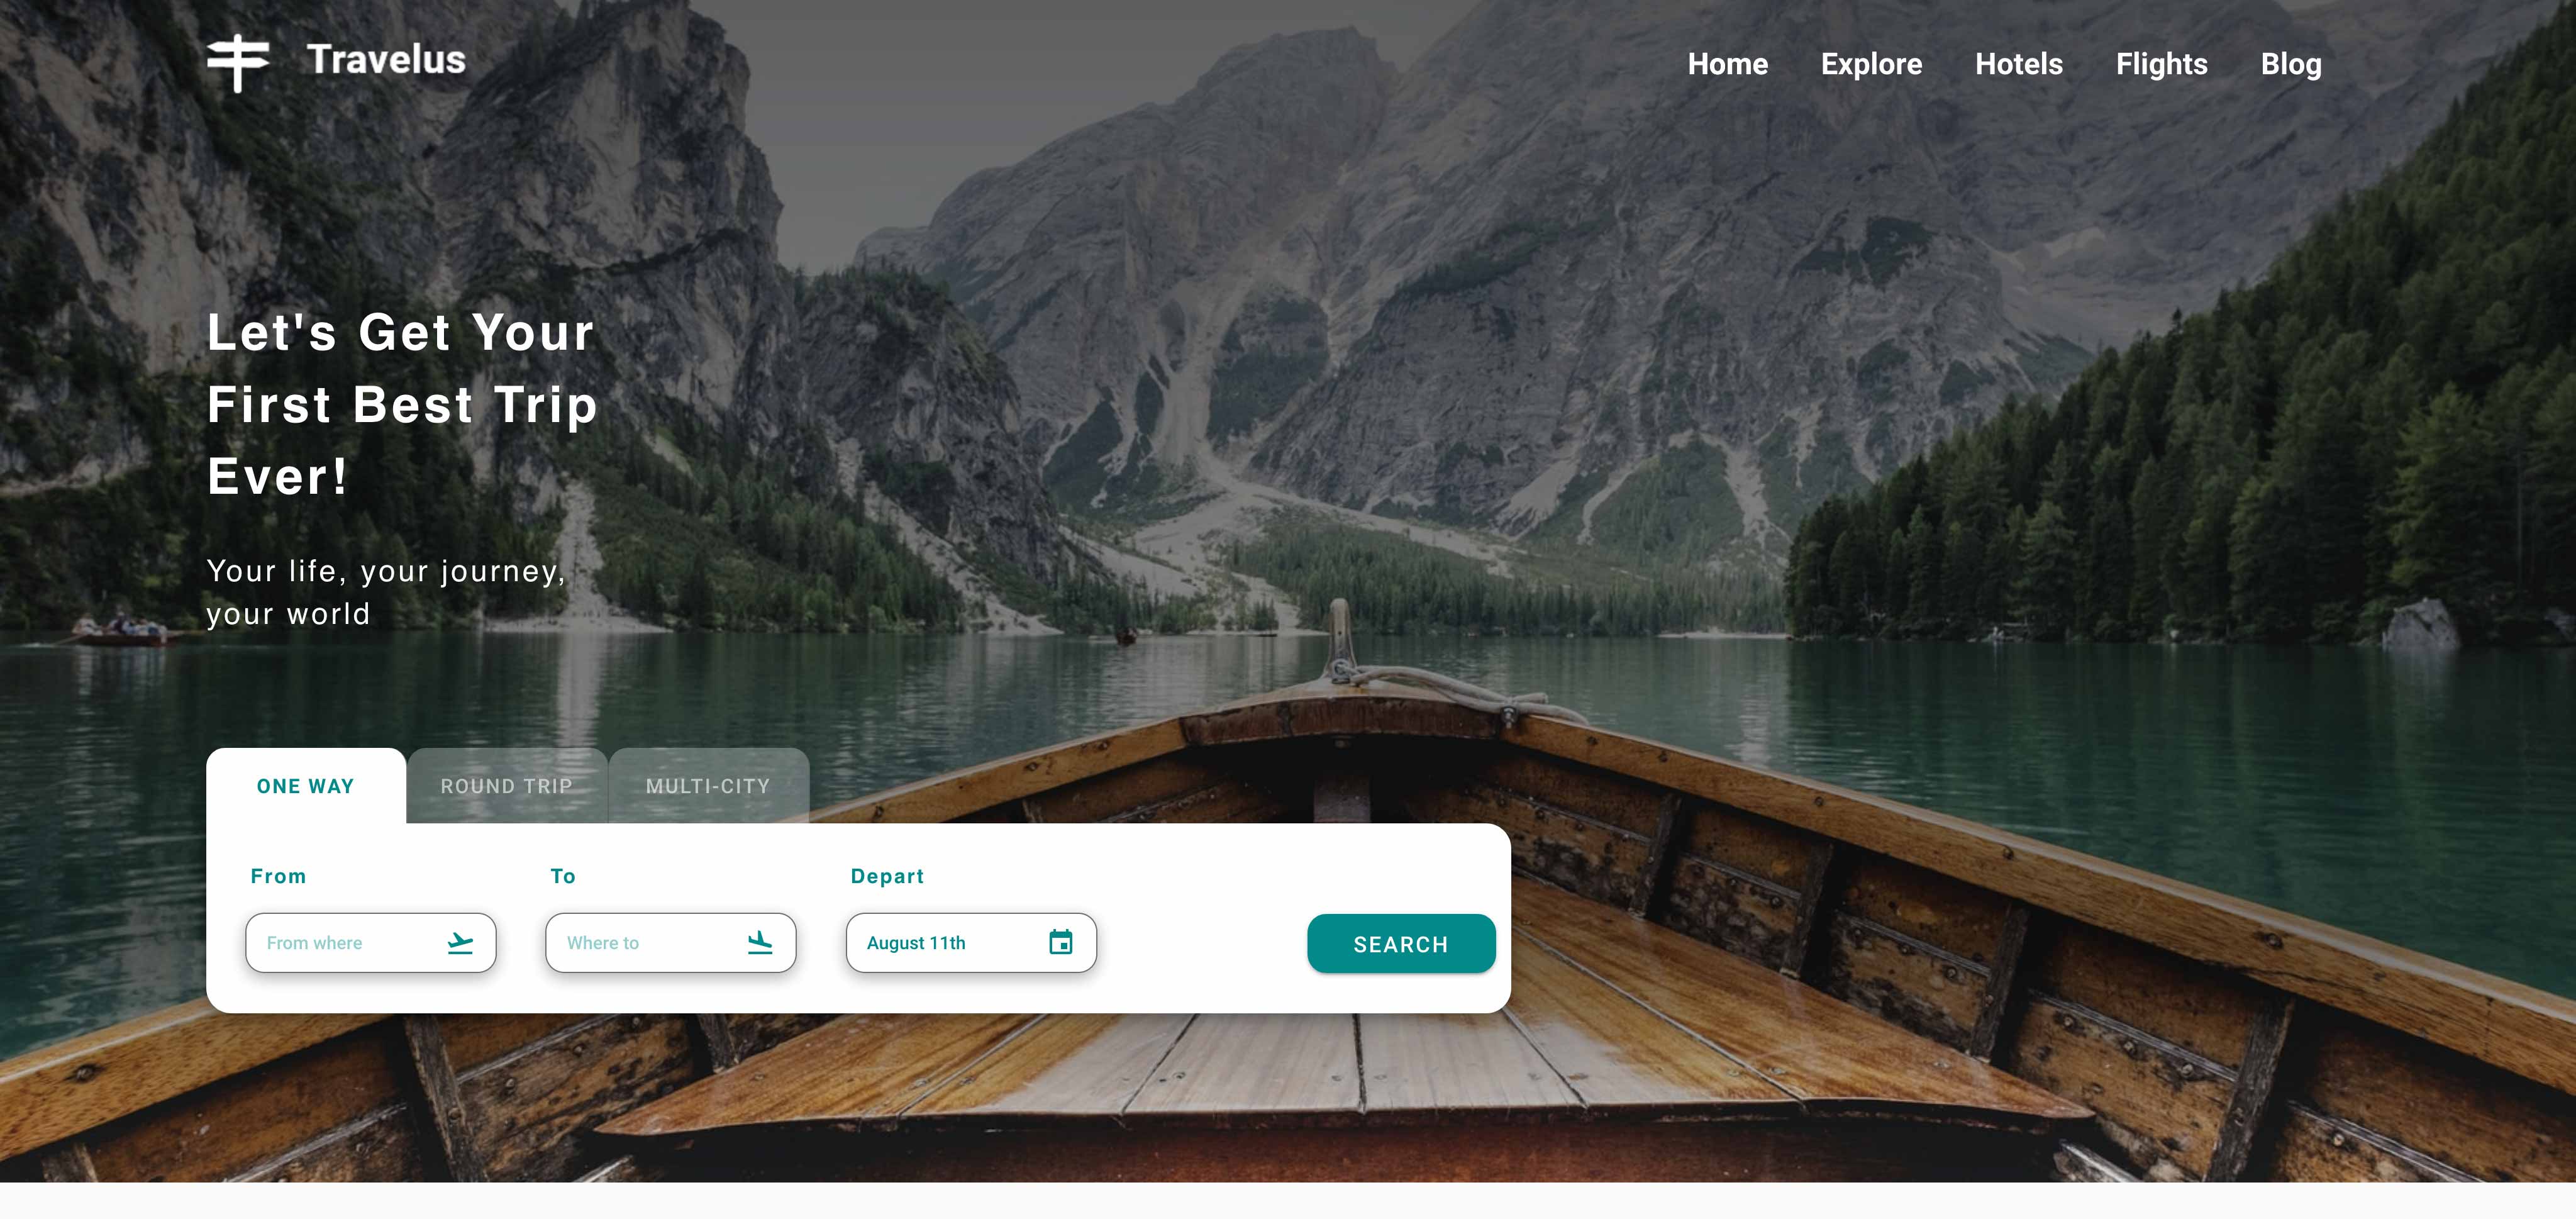 Travelus
Home Explore Hotels Flights Blog
Let's Get Your
First Best Trip
Ever!
Your life, your journey,
your world
ONE WAY ROUND TRIP MULTI-CITY
From To Depart
From where Where to August 11th SEARCH